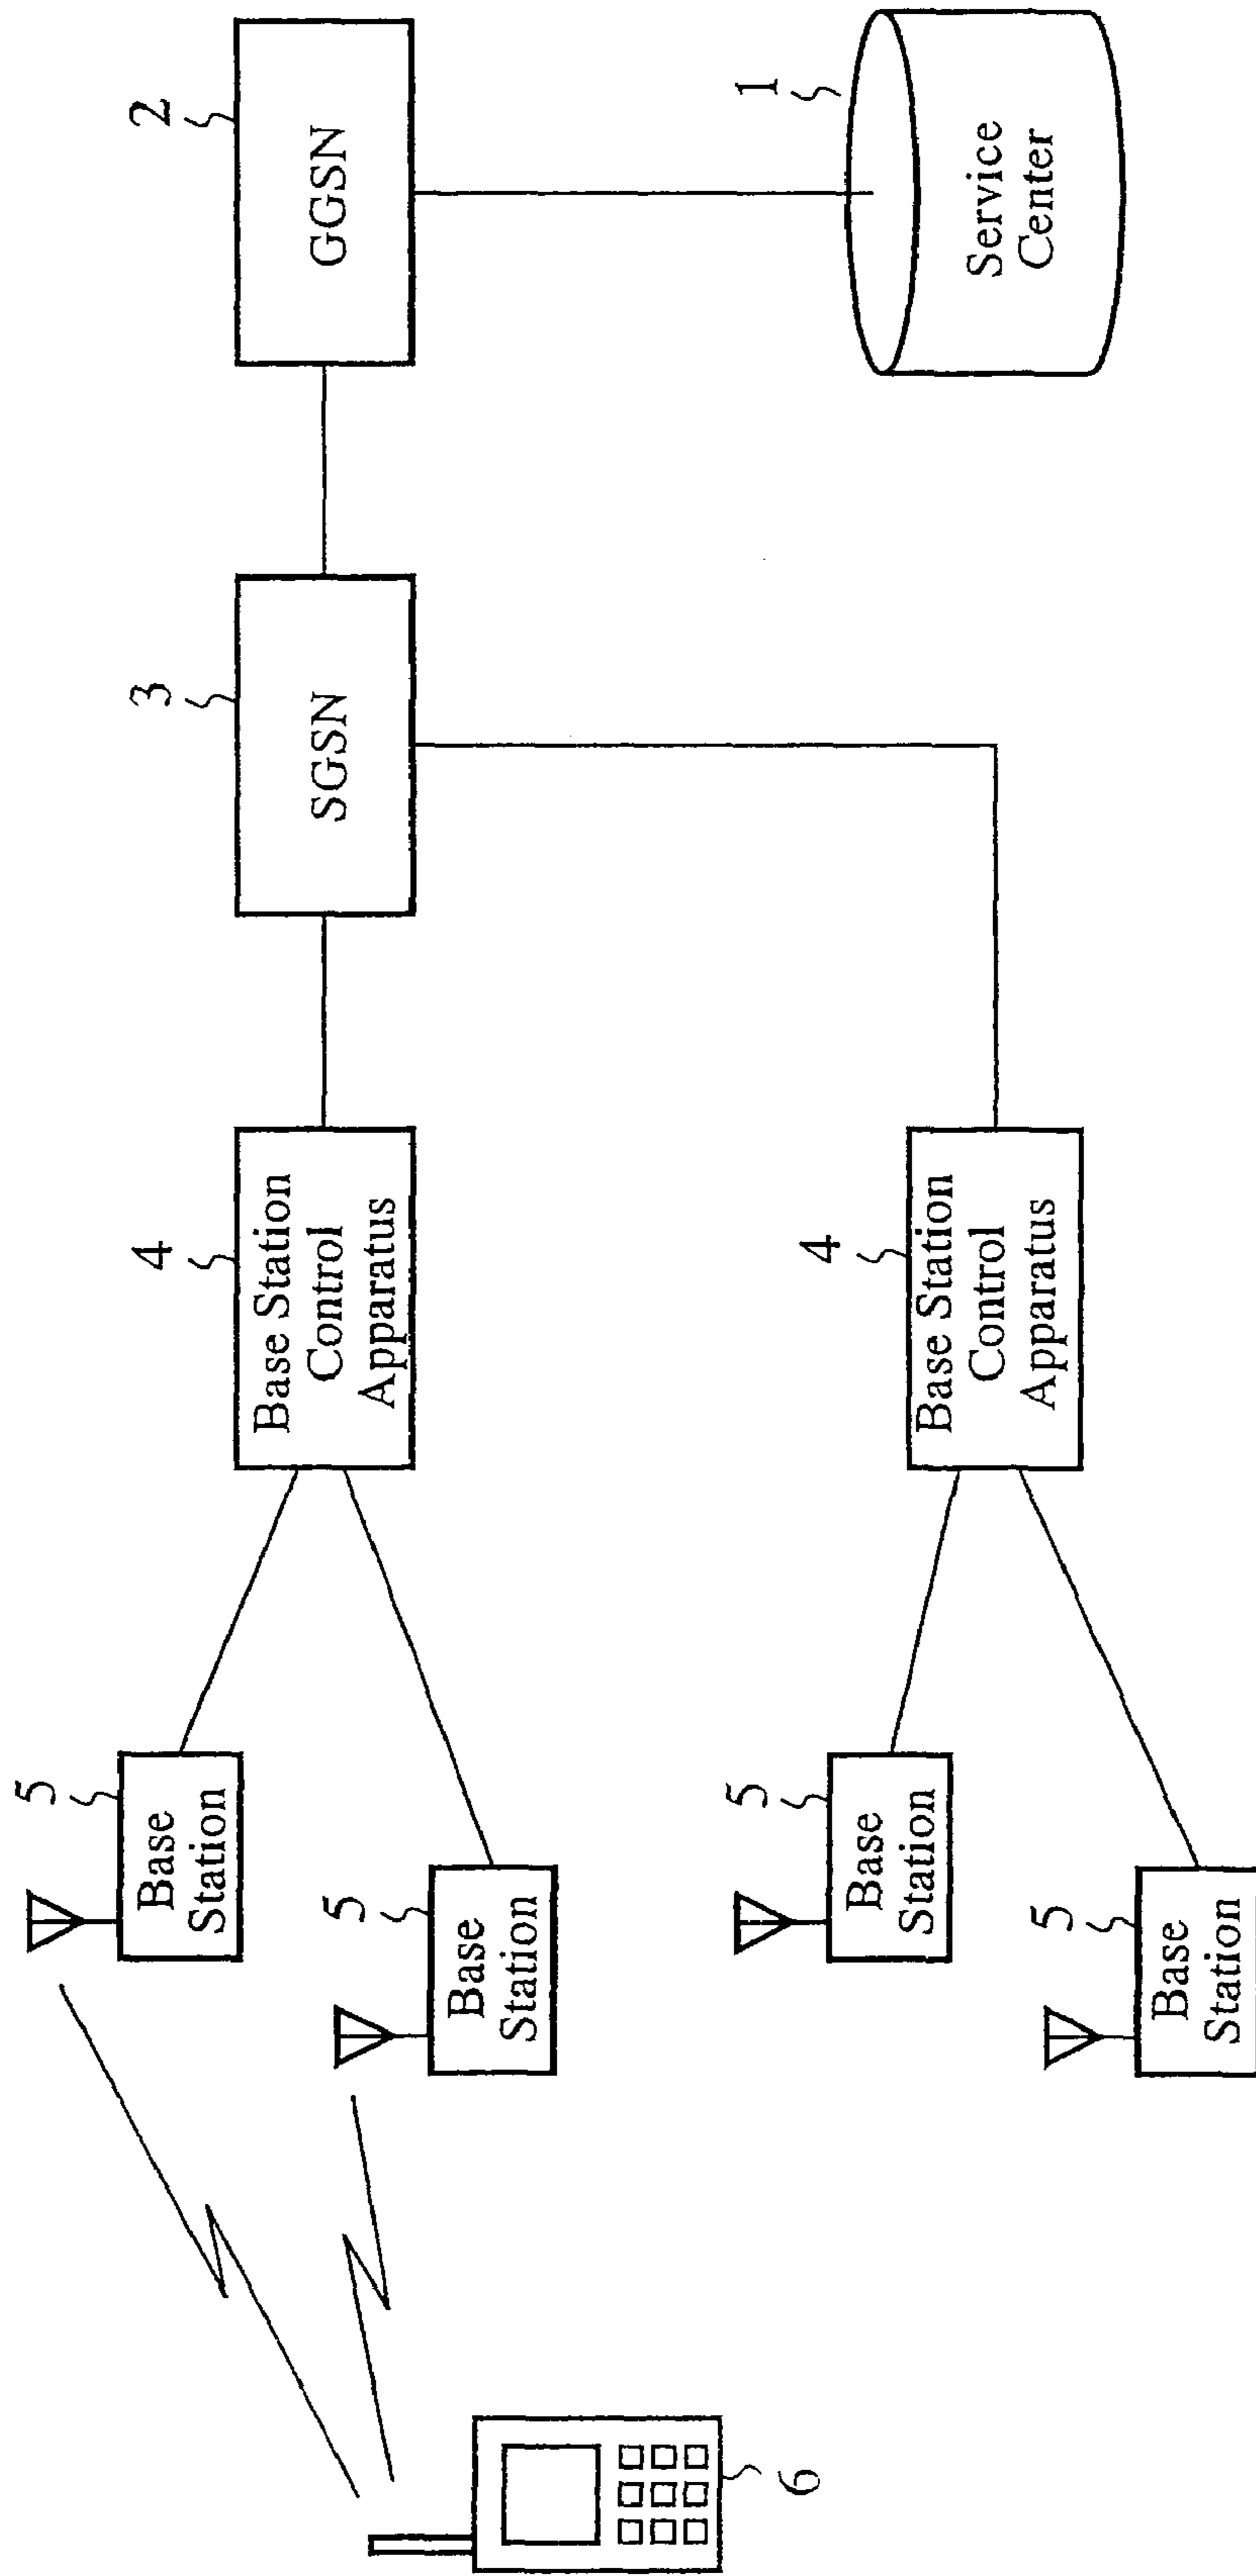 5
Base
Station
5
Base
Station
6
4
Base Station
Control
Apparatus
3
SGSN
2
GGSN
5
Base
Station
5
Base
Station
4
Base Station
Control
Apparatus
1
Service
Center